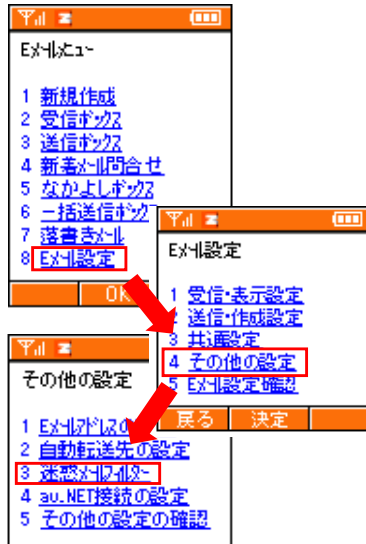 Eﾒｰﾙﾒﾆｭｰ
1 新規作成
2 受信ﾎﾞｯｸｽ
3 送信ﾎﾞｯｸｽ
4 新着ﾒｰﾙ問合せ
5 なかよしﾎﾞｯｸｽ
6 一括送信ﾎﾞｯｸ
7 落書きﾒｰﾙ
8 Eﾒｰﾙ設定
OK
Eﾒｰﾙ設定
1 受信･表示設定
2 送信･作成設定
3 共通設定
4 その他の設定
5 Eﾒｰﾙ設定確認
戻る 決定
その他の設定
1 Eﾒｰﾙｱﾄﾞﾚｽの
2 自動転送先の設定
3 迷惑ﾒｰﾙﾌｨﾙﾀｰ
4 au.NET接続の設定
5 その他の設定の確認